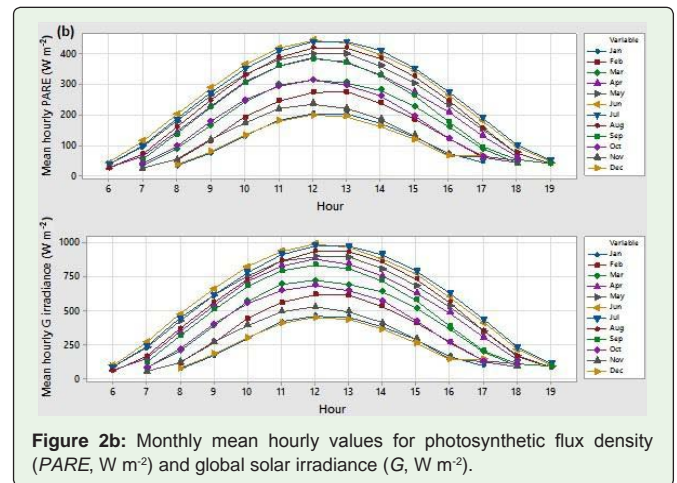 (b)
Mean hourly PARE (W m⁻²)
400
300
200
100
0
6 7 8 9 10 11 12 13 14 15 16 17 18 19
Hour
Variable
Jan
Feb
Mar
Apr
May
Jun
Jul
Aug
Sep
Oct
Nov
Dec
Mean hourly G irradiance (W m⁻²)
1000
750
500
250
0
6 7 8 9 10 11 12 13 14 15 16 17 18 19
Hour
Variable
Jan
Feb
Mar
Apr
May
Jun
Jul
Aug
Sep
Oct
Nov
Dec
Figure 2b: Monthly mean hourly values for photosynthetic flux density
(PARE, W m⁻²) and global solar irradiance (G, W m⁻²).